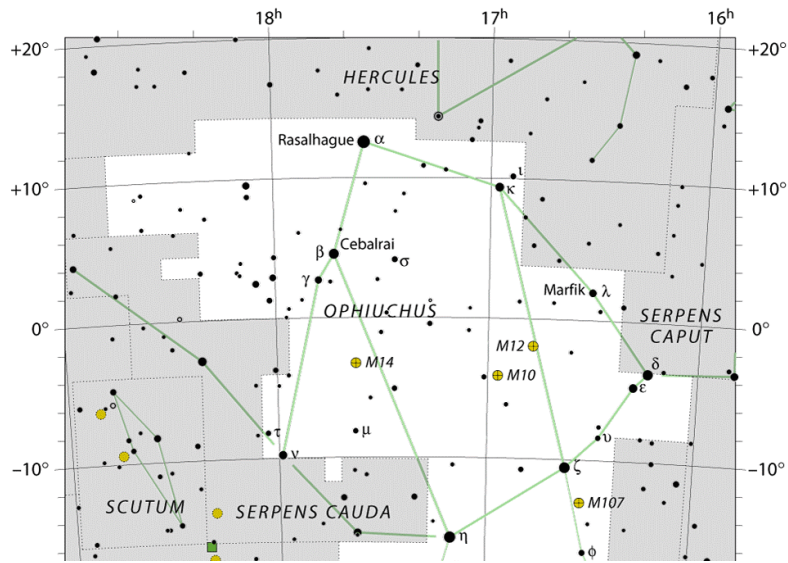 18h
17h
16h
+20°
+20°
HERCULES
Rasalhague α
ι
+10°
κ
+10°
β Cebalrai
σ
γ
Marfik λ
OPHIUCHUS
SERPENS
CAPUT
0°
0°
M12
M14
M10
δ
ε
τ
μ
υ
ν
−10°
ζ
−10°
SCUTUM
SERPENS CAUDA
M107
η
ϕ